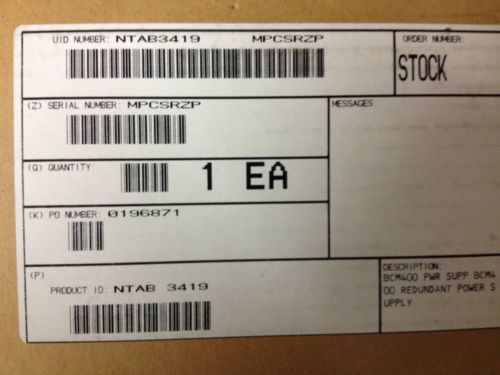 UID NUMBER: NTAB3419 MPCSRZP
ORDER NUMBER:
STOCK
(Z) SERIAL NUMBER: MPCSRZP
MESSAGES:
(Q) QUANTITY: 1 EA
(K) PO NUMBER: 0196871
(P)
PRODUCT ID: NTAB 3419
DESCRIPTION:
BCM400 PWR SUPP BCM4
00 REDUNDANT POWER S
UPPLY